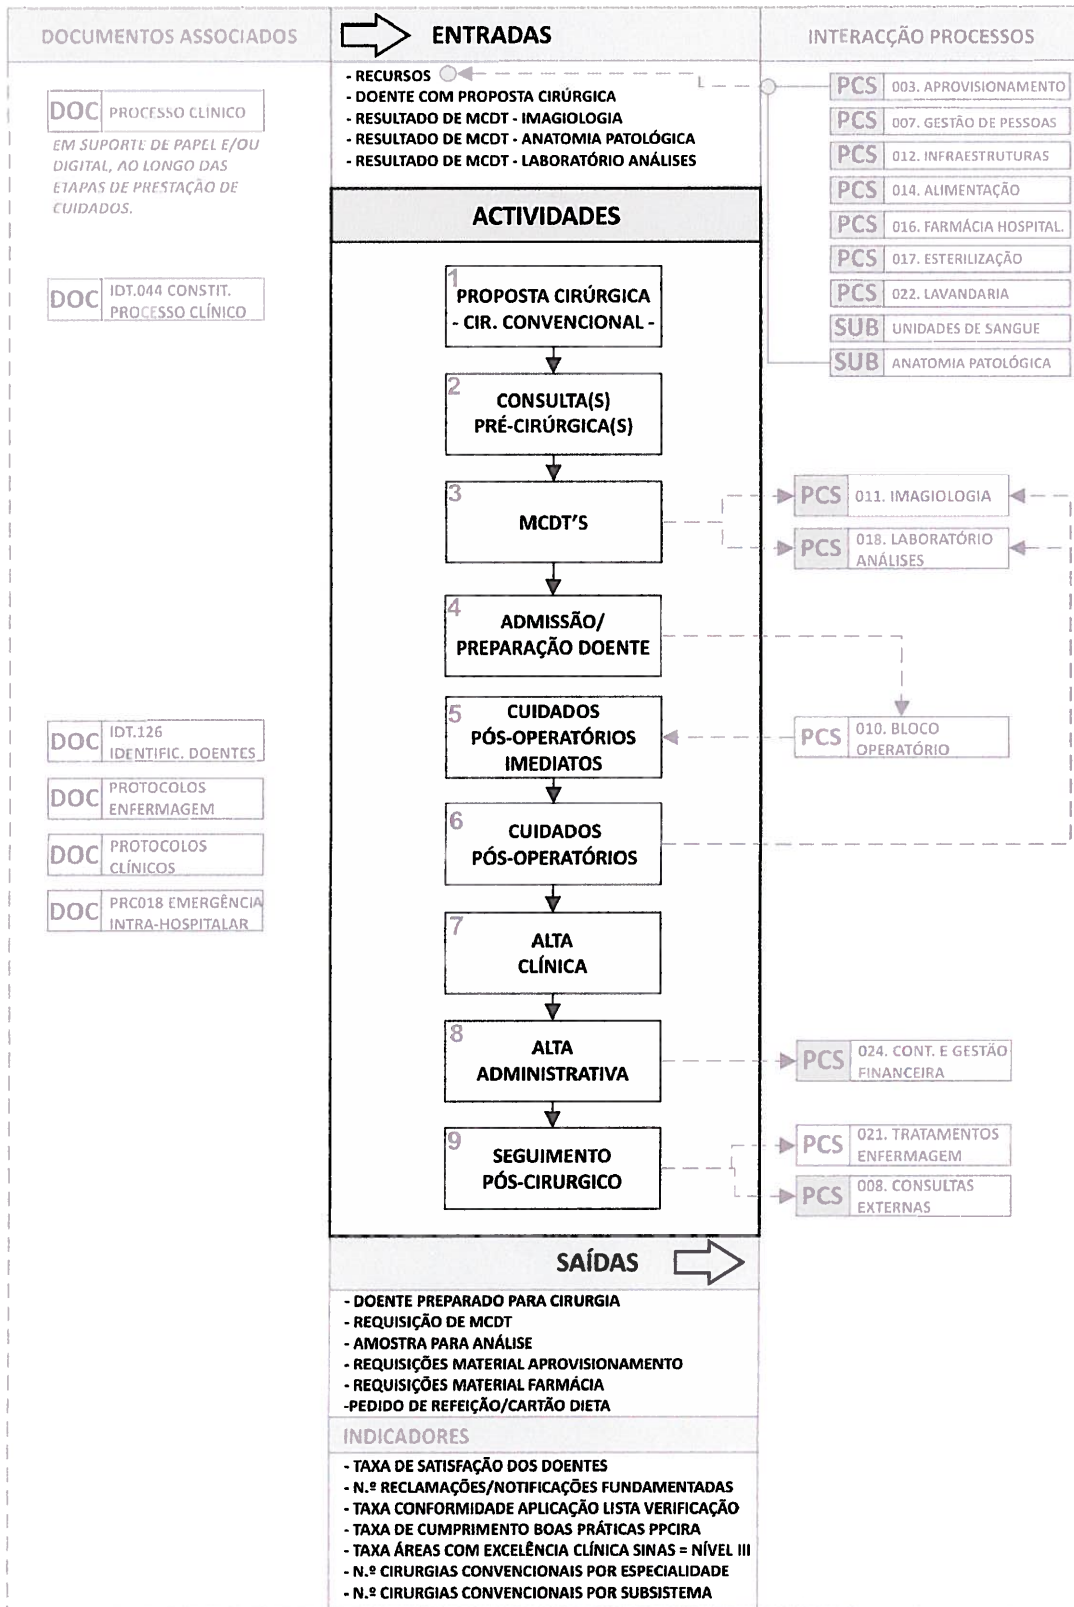 DOCUMENTOS ASSOCIADOS
DOC PROCESSO CLINICO
EM SUPORTE DE PAPEL E/OU
DIGITAL, AO LONGO DAS
ETAPAS DE PRESTAÇÃO DE
CUIDADOS.
DOC IDT.044 CONSTIT.
PROCESSO CLÍNICO
DOC IDT.126
IDENTIFIC. DOENTES
DOC PROTOCOLOS
ENFERMAGEM
DOC PROTOCOLOS
CLÍNICOS
DOC PRC018 EMERGÊNCIA
INTRA-HOSPITALAR
ENTRADAS
- RECURSOS
- DOENTE COM PROPOSTA CIRÚRGICA
- RESULTADO DE MCDT - IMAGIOLOGIA
- RESULTADO DE MCDT - ANATOMIA PATOLÓGICA
- RESULTADO DE MCDT - LABORATÓRIO ANÁLISES
ACTIVIDADES
1
PROPOSTA CIRÚRGICA
- CIR. CONVENCIONAL -
2
CONSULTA(S)
PRÉ-CIRÚRGICA(S)
3
MCDT'S
4
ADMISSÃO/
PREPARAÇÃO DOENTE
5
CUIDADOS
PÓS-OPERATÓRIOS
IMEDIATOS
6
CUIDADOS
PÓS-OPERATÓRIOS
7
ALTA
CLÍNICA
8
ALTA
ADMINISTRATIVA
9
SEGUIMENTO
PÓS-CIRURGICO
SAÍDAS
- DOENTE PREPARADO PARA CIRURGIA
- REQUISIÇÃO DE MCDT
- AMOSTRA PARA ANÁLISE
- REQUISIÇÕES MATERIAL APROVISIONAMENTO
- REQUISIÇÕES MATERIAL FARMÁCIA
-PEDIDO DE REFEIÇÃO/CARTÃO DIETA
INDICADORES
- TAXA DE SATISFAÇÃO DOS DOENTES
- N.º RECLAMAÇÕES/NOTIFICAÇÕES FUNDAMENTADAS
- TAXA CONFORMIDADE APLICAÇÃO LISTA VERIFICAÇÃO
- TAXA DE CUMPRIMENTO BOAS PRÁTICAS PPCIRA
- TAXA ÁREAS COM EXCELÊNCIA CLÍNICA SINAS = NÍVEL III
- N.º CIRURGIAS CONVENCIONAIS POR ESPECIALIDADE
- N.º CIRURGIAS CONVENCIONAIS POR SUBSISTEMA
INTERACÇÃO PROCESSOS
PCS 003. APROVISIONAMENTO
PCS 007. GESTÃO DE PESSOAS
PCS 012. INFRAESTRUTURAS
PCS 014. ALIMENTAÇÃO
PCS 016. FARMÁCIA HOSPITAL.
PCS 017. ESTERILIZAÇÃO
PCS 022. LAVANDARIA
SUB UNIDADES DE SANGUE
SUB ANATOMIA PATOLÓGICA
PCS 011. IMAGIOLOGIA
PCS 018. LABORATÓRIO
ANÁLISES
PCS 010. BLOCO
OPERATÓRIO
PCS 024. CONT. E GESTÃO
FINANCEIRA
PCS 021. TRATAMENTOS
ENFERMAGEM
PCS 008. CONSULTAS
EXTERNAS